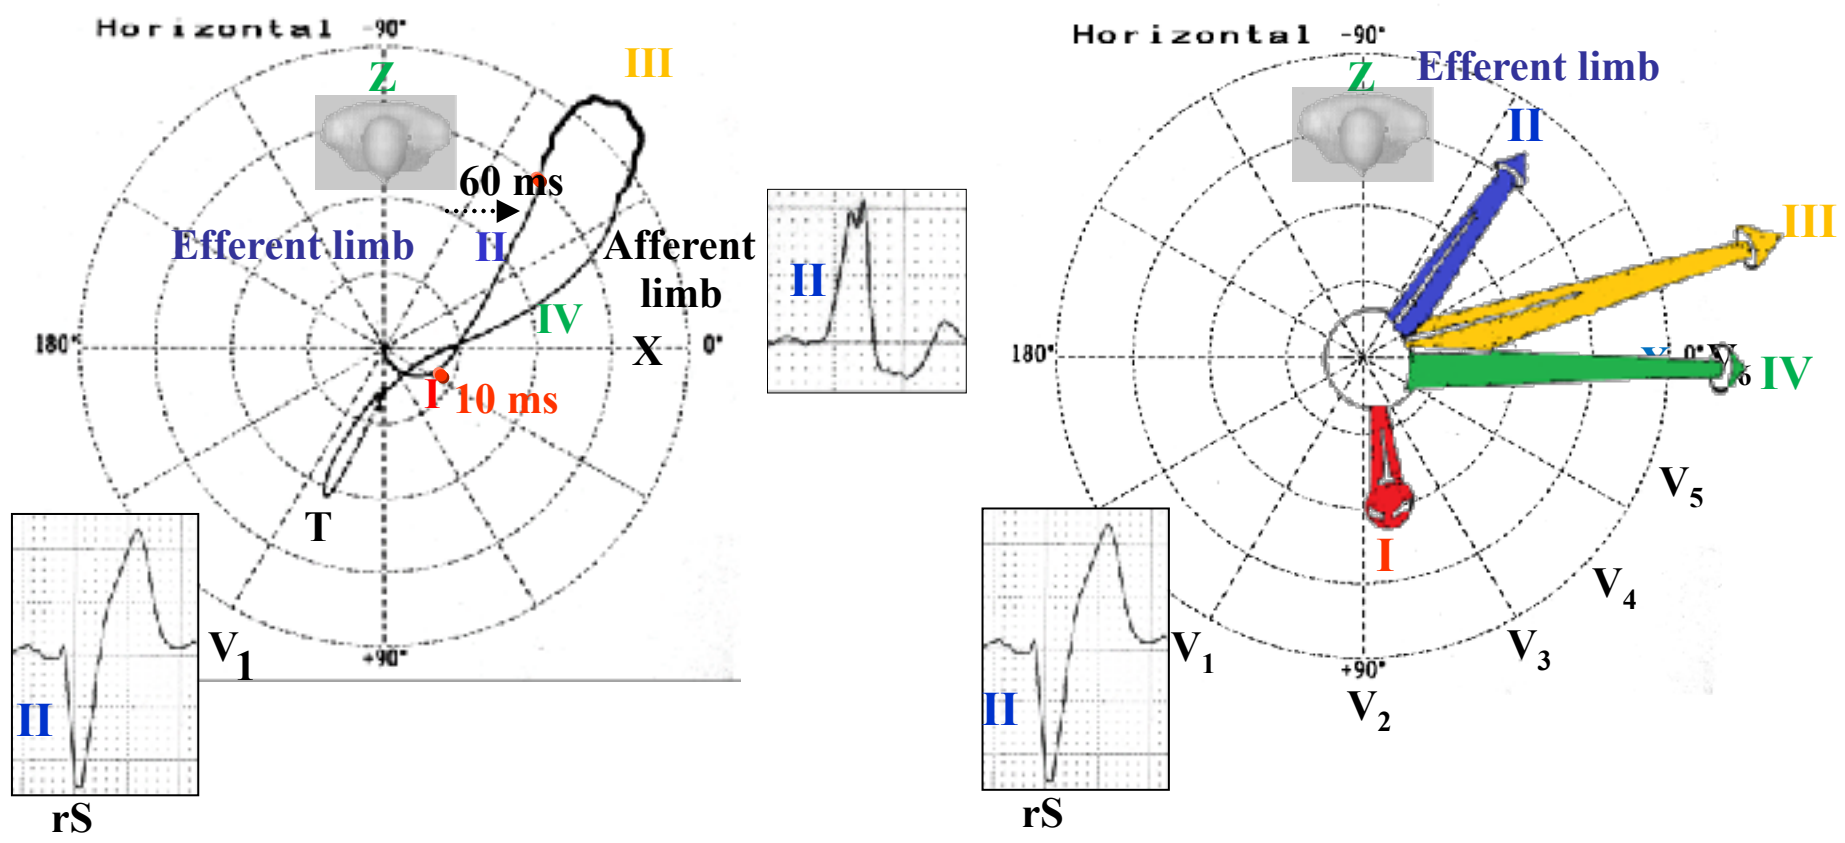 Horizontal -90°
Z
III
60 ms
Efferent limb
II
Afferent
limb
IV
180°
X
0°
I
10 ms
T
V1
+90°
II
rS
II
Horizontal -90°
Efferent limb
Z
II
III
180°
0°
IV
V5
I
V4
V1
V3
+90°
V2
II
rS